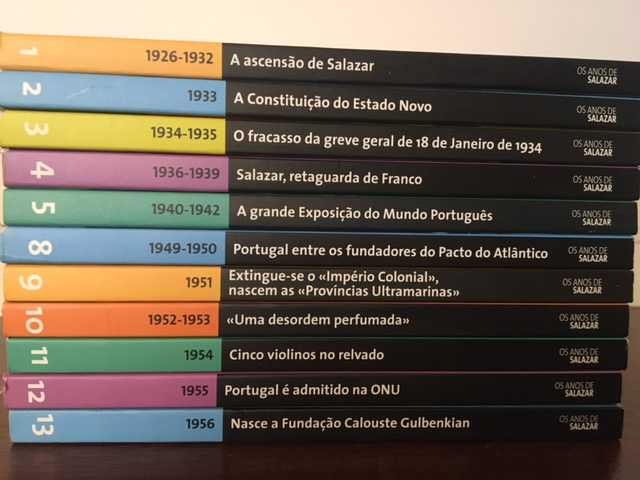 1 1926-1932 A ascensão de Salazar OS ANOS DE
SALAZAR
2 1933 A Constituição do Estado Novo OS ANOS DE
SALAZAR
3 1934-1935 O fracasso da greve geral de 18 de Janeiro de 1934 OS ANOS DE
SALAZAR
4 1936-1939 Salazar, retaguarda de Franco OS ANOS DE
SALAZAR
5 1940-1942 A grande Exposição do Mundo Português OS ANOS DE
SALAZAR
8 1949-1950 Portugal entre os fundadores do Pacto do Atlântico OS ANOS DE
SALAZAR
9 1951 Extingue-se o «Império Colonial»,
nascem as «Províncias Ultramarinas» OS ANOS DE
SALAZAR
10 1952-1953 «Uma desordem perfumada» OS ANOS DE
SALAZAR
11 1954 Cinco violinos no relvado OS ANOS DE
SALAZAR
12 1955 Portugal é admitido na ONU OS ANOS DE
SALAZAR
13 1956 Nasce a Fundação Calouste Gulbenkian OS ANOS DE
SALAZAR